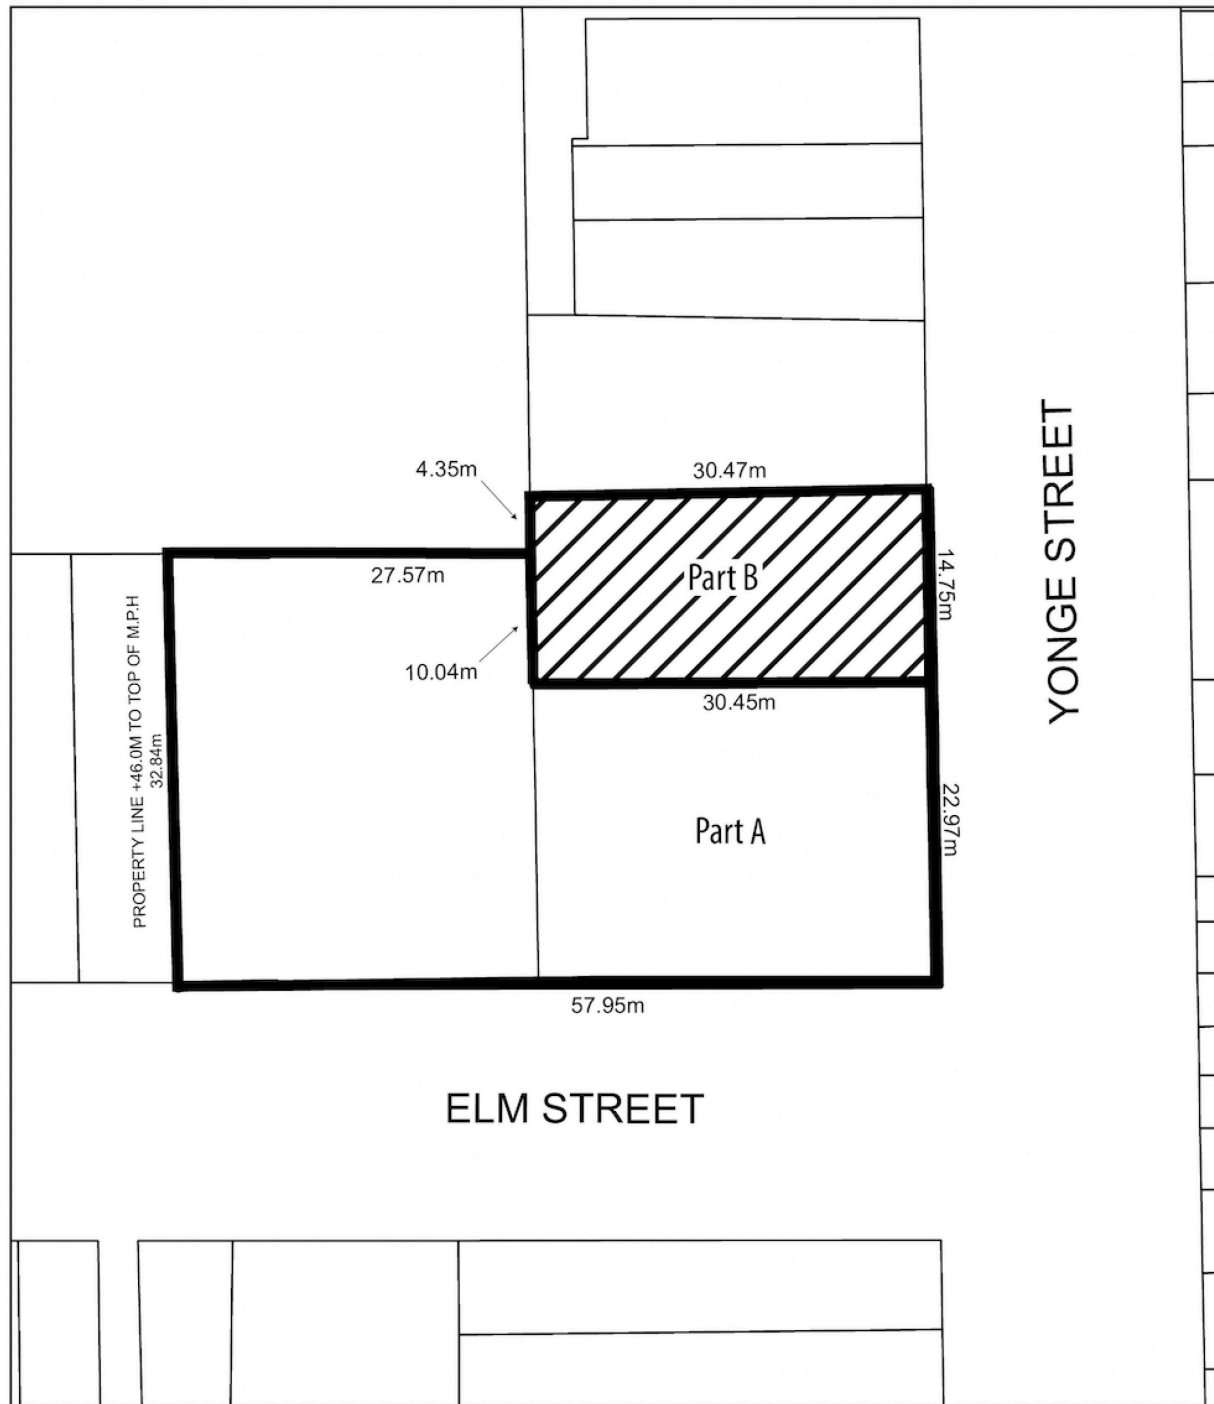 4.35m
30.47m
27.57m
Part B
14.75m
YONGE STREET
10.04m
30.45m
PROPERTY LINE +46.0M TO TOP OF M.P.H
32.84m
Part A
22.97m
57.95m
ELM STREET